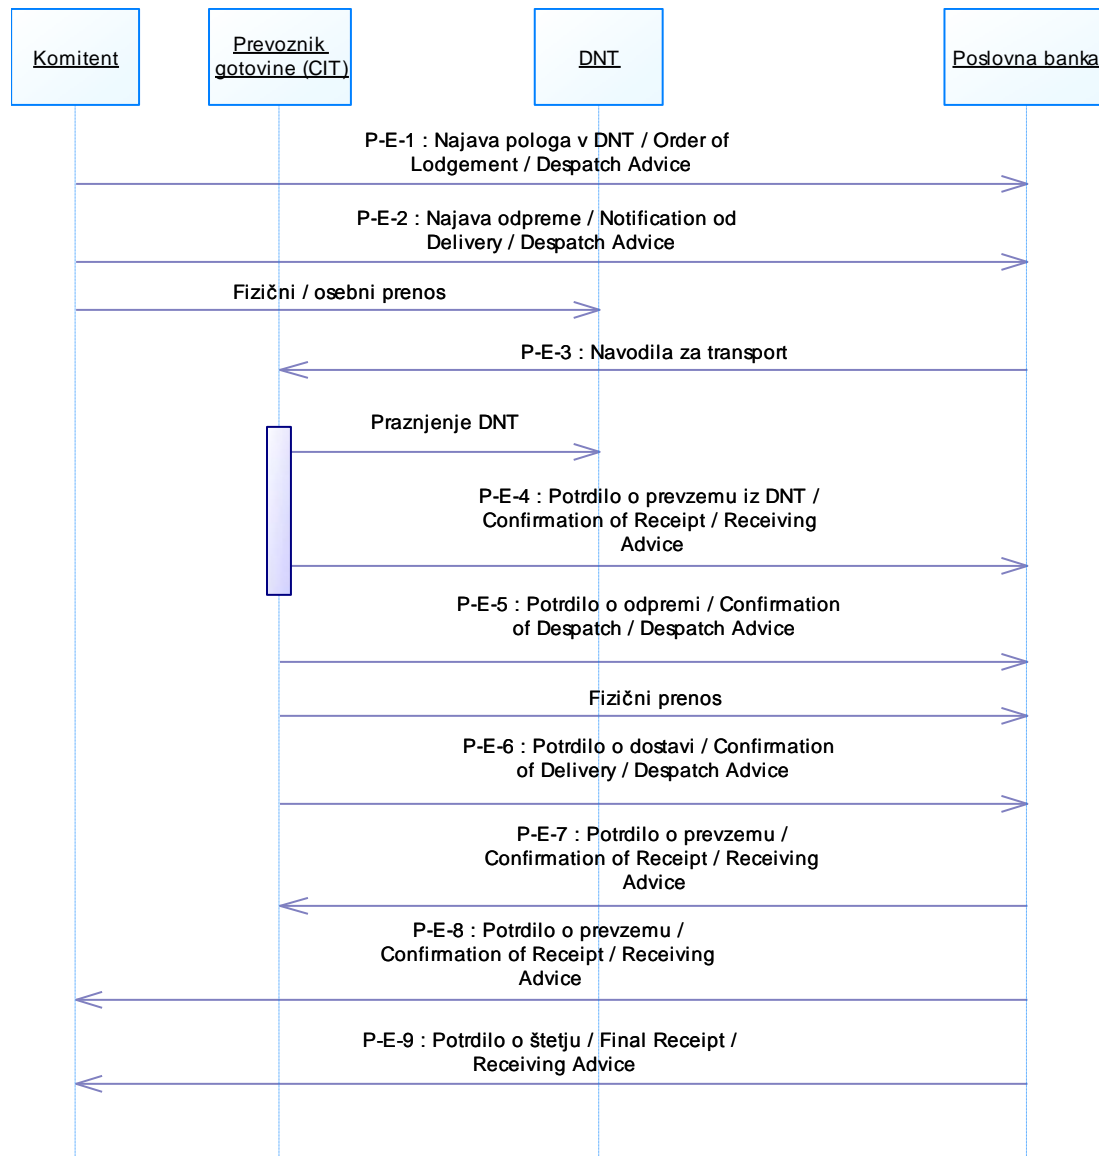 Komitent
Prevoznik
gotovine (CIT)
DNT
Poslovna banka
P-E-1 : Najava pologa v DNT / Order of
Lodgement / Despatch Advice
P-E-2 : Najava odpreme / Notification od
Delivery / Despatch Advice
Fizični / osebni prenos
P-E-3 : Navodila za transport
Praznjenje DNT
P-E-4 : Potrdilo o prevzemu iz DNT /
Confirmation of Receipt / Receiving
Advice
P-E-5 : Potrdilo o odpremi / Confirmation
of Despatch / Despatch Advice
Fizični prenos
P-E-6 : Potrdilo o dostavi / Confirmation
of Delivery / Despatch Advice
P-E-7 : Potrdilo o prevzemu /
Confirmation of Receipt / Receiving
Advice
P-E-8 : Potrdilo o prevzemu /
Confirmation of Receipt / Receiving
Advice
P-E-9 : Potrdilo o štetju / Final Receipt /
Receiving Advice